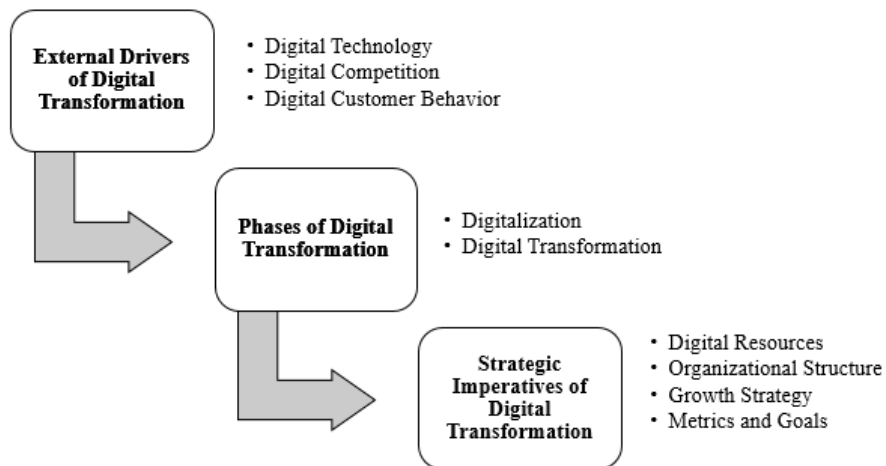 External Drivers
of Digital
Transformation
• Digital Technology
• Digital Competition
• Digital Customer Behavior
Phases of Digital
Transformation
• Digitalization
• Digital Transformation
Strategic
Imperatives of
Digital
Transformation
• Digital Resources
• Organizational Structure
• Growth Strategy
• Metrics and Goals